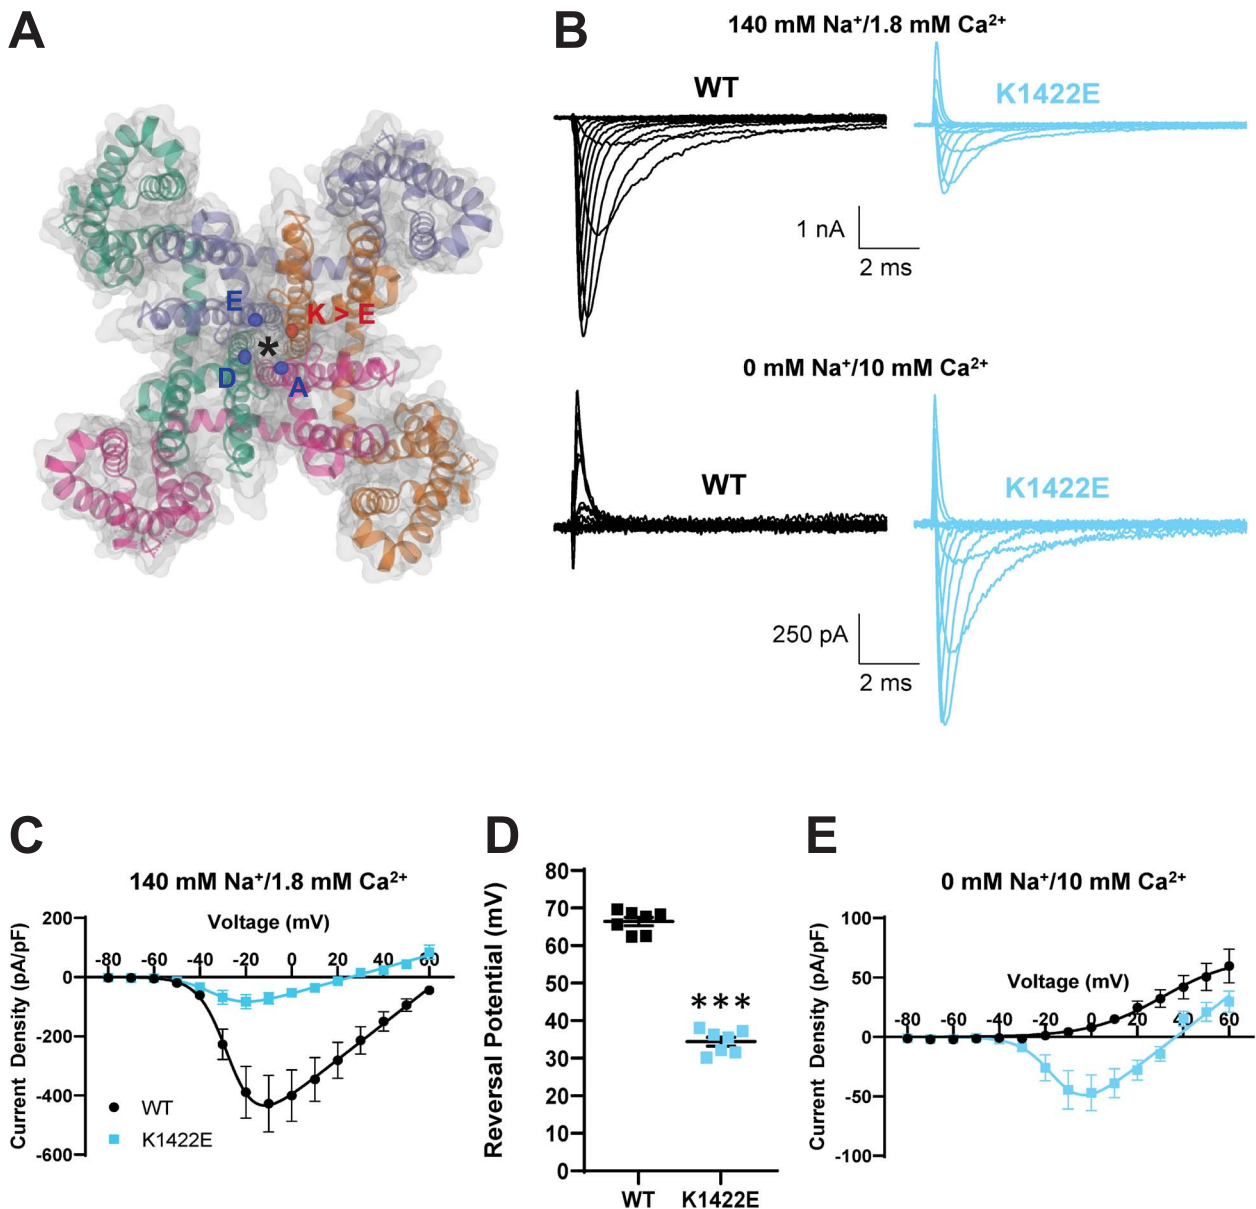 A
E
K > E
*
D
A
B
140 mM Na⁺/1.8 mM Ca²⁺
WT
K1422E
1 nA
2 ms
0 mM Na⁺/10 mM Ca²⁺
WT
K1422E
250 pA
2 ms
C
140 mM Na⁺/1.8 mM Ca²⁺
Voltage (mV)
Current Density (pA/pF)
200
0
-200
-400
-600
-80 -60 -40 -20 0 20 40 60
WT
K1422E
D
Reversal Potential (mV)
80
70
60
50
40
30
20
10
0
***
WT K1422E
E
0 mM Na⁺/10 mM Ca²⁺
Voltage (mV)
Current Density (pA/pF)
100
50
0
-50
-100
-80 -60 -40 -20 0 20 40 60